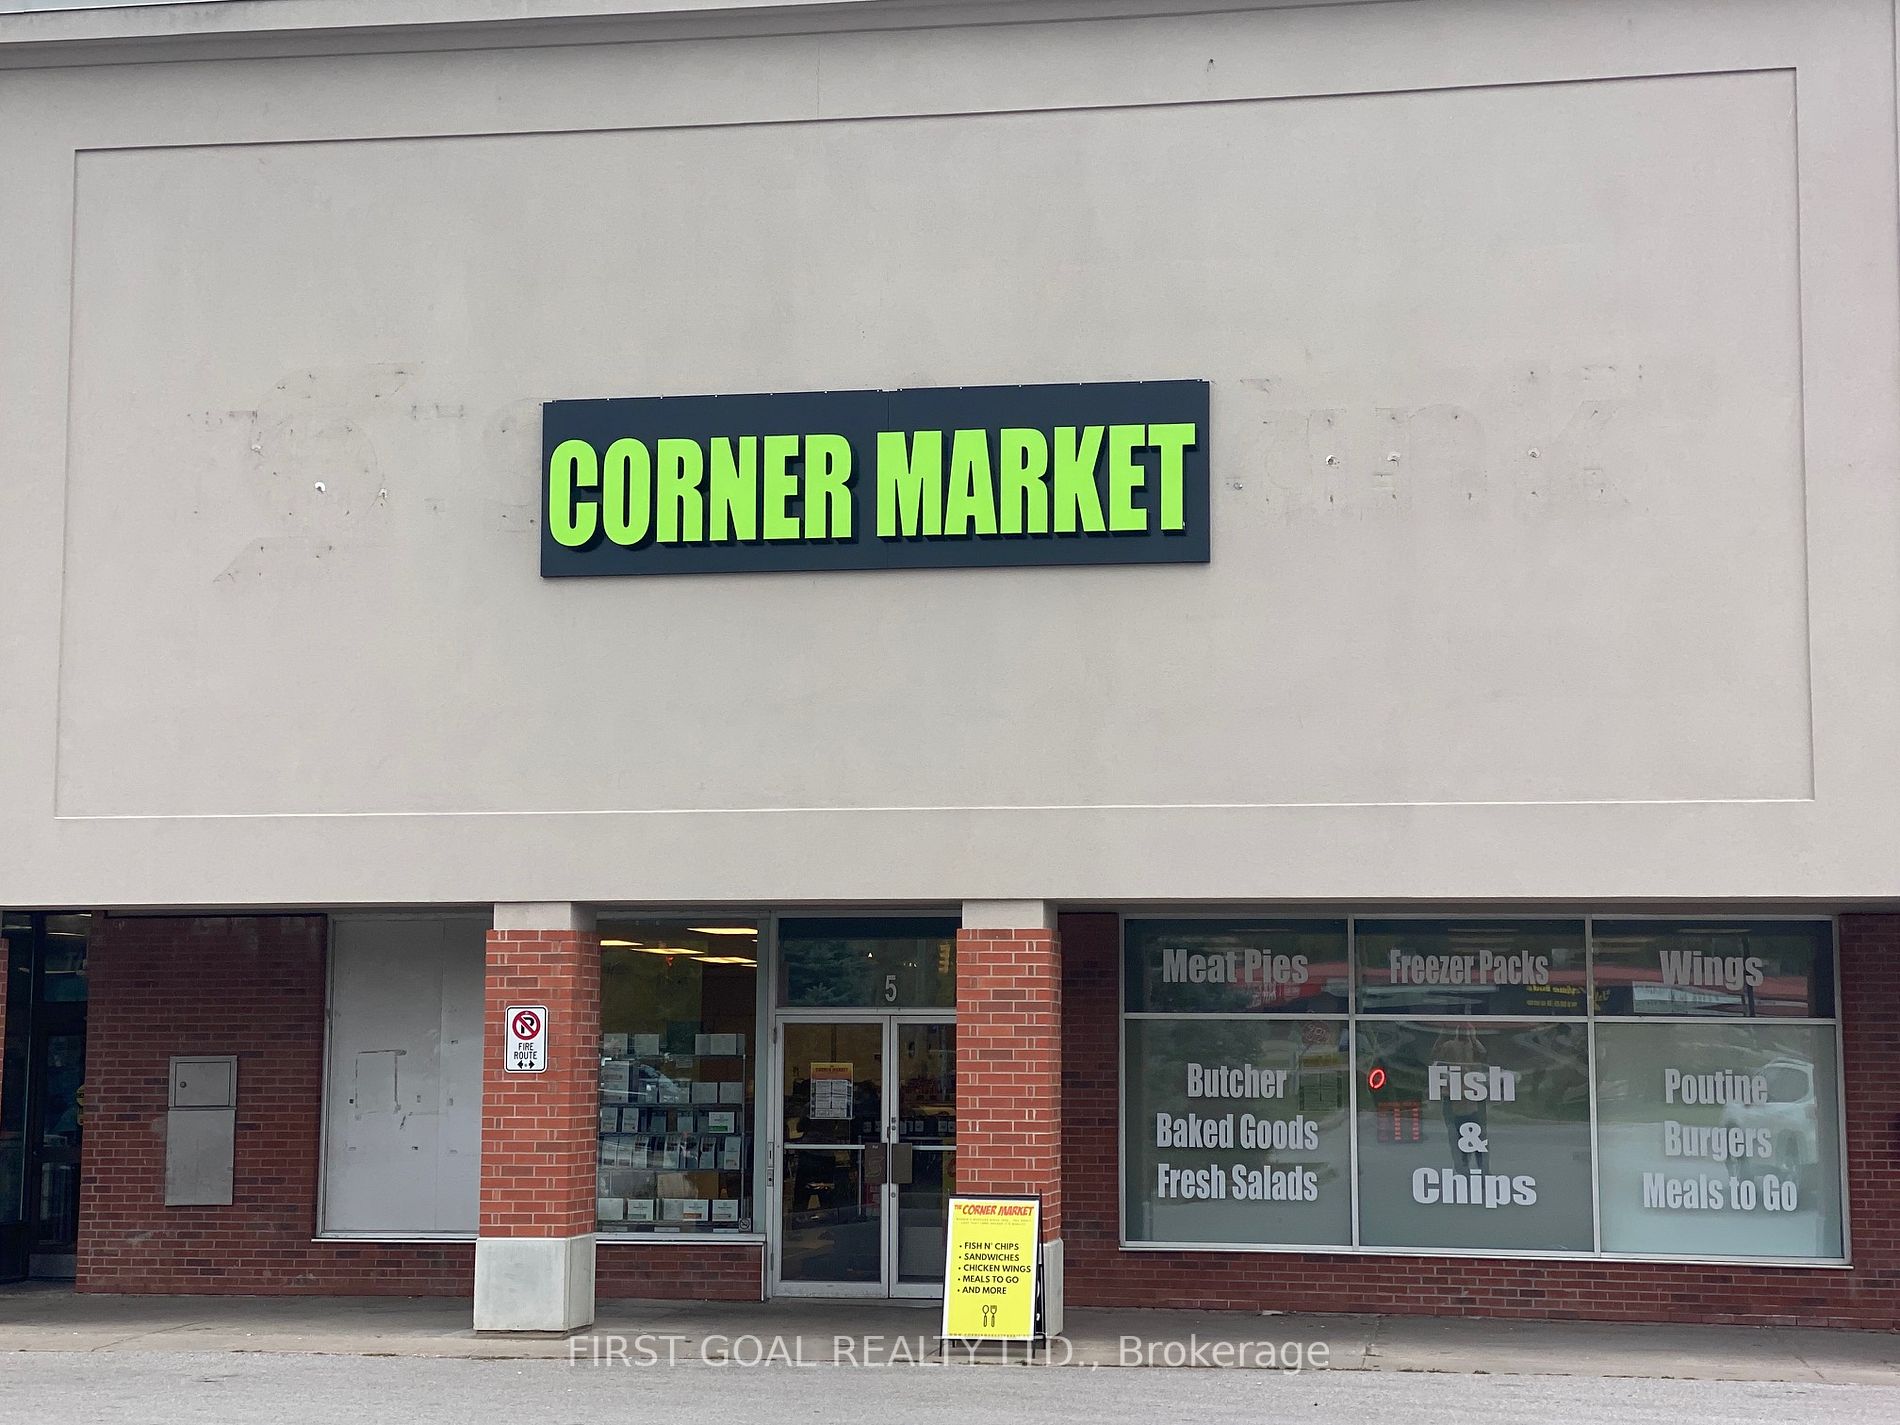 CORNER MARKET
5
Meat Pies
Freezer Packs
Wings
FIRE
ROUTE
CORNER MARKET
Butcher
Baked Goods
Fresh Salads
Fish
&
Chips
Poutine
Burgers
Meals to Go
THE CORNER MARKET
• FISH N' CHIPS
• SANDWICHES
• CHICKEN WINGS
• MEALS TO GO
• AND MORE
FIRST GOAL REALTY LTD., Brokerage